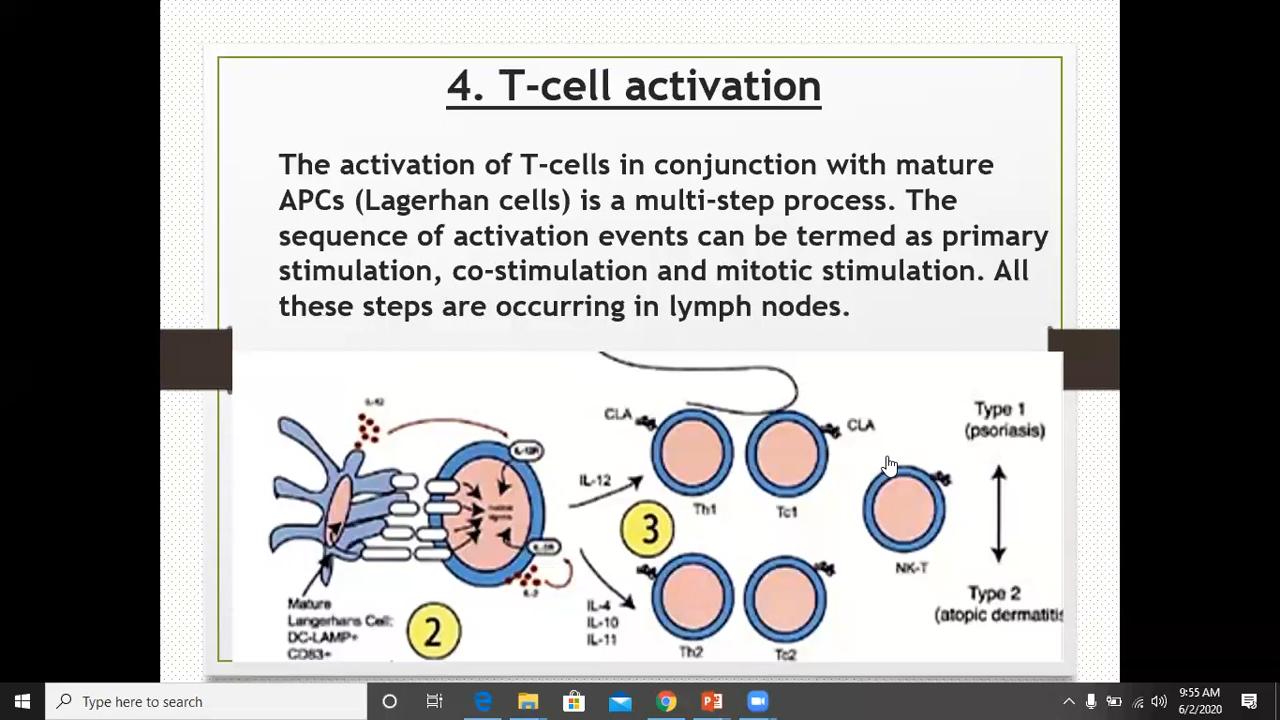 4. T-cell activation
The activation of T-cells in conjunction with mature
APCs (Lagerhan cells) is a multi-step process. The
sequence of activation events can be termed as primary
stimulation, co-stimulation and mitotic stimulation. All
these steps are occurring in lymph nodes.
IL-12
CLA
CLA
Type 1
(psoriasis)
IL-12
Th1
Tc1
3
NK-T
IL-2
Type 2
(atopic dermatitis
Mature
Langerhans Cell:
DC-LAMP+
CD83+
2
IL-4
IL-10
IL-11
Th2
Tc2
Type here to search
9:55 AM
6/2/2020